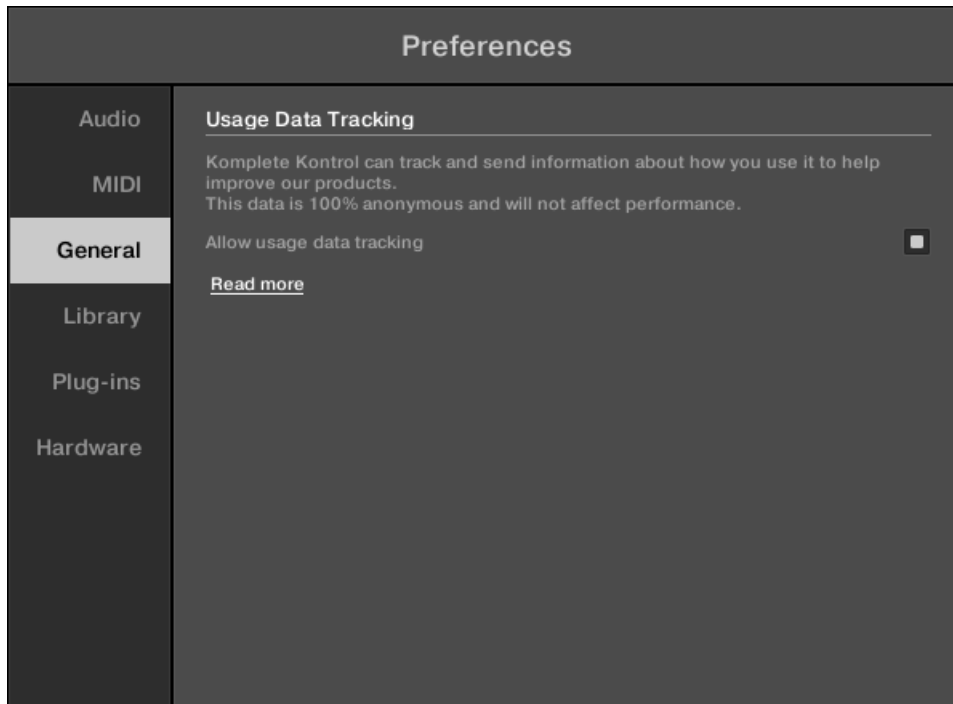 Preferences
Audio
MIDI
General
Library
Plug-ins
Hardware
Usage Data Tracking
Komplete Kontrol can track and send information about how you use it to help
improve our products.
This data is 100% anonymous and will not affect performance.
Allow usage data tracking
Read more